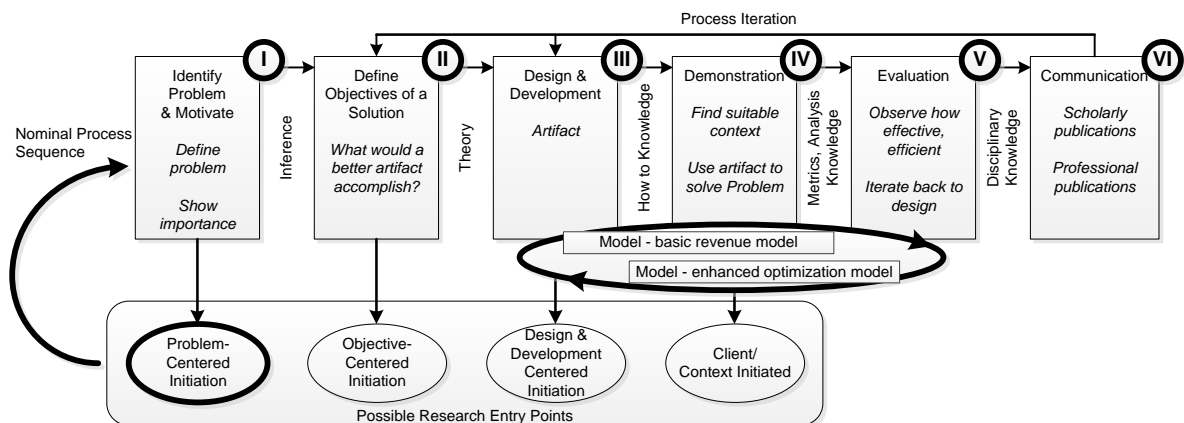 Process Iteration
Nominal Process
Sequence
I
Identify
Problem
& Motivate
Define
problem
Show
importance
Inference
II
Define
Objectives of a
Solution
What would a
better artifact
accomplish?
Theory
III
Design &
Development
Artifact
How to Knowledge
IV
Demonstration
Find suitable
context
Use artifact to
solve Problem
Metrics, Analysis
Knowledge
V
Evaluation
Observe how
effective,
efficient
Iterate back to
design
Disciplinary
Knowledge
VI
Communication
Scholarly
publications
Professional
publications
Model - basic revenue model
Model - enhanced optimization model
Problem-
Centered
Initiation
Objective-
Centered
Initiation
Design &
Development
Centered
Initiation
Client/
Context Initiated
Possible Research Entry Points